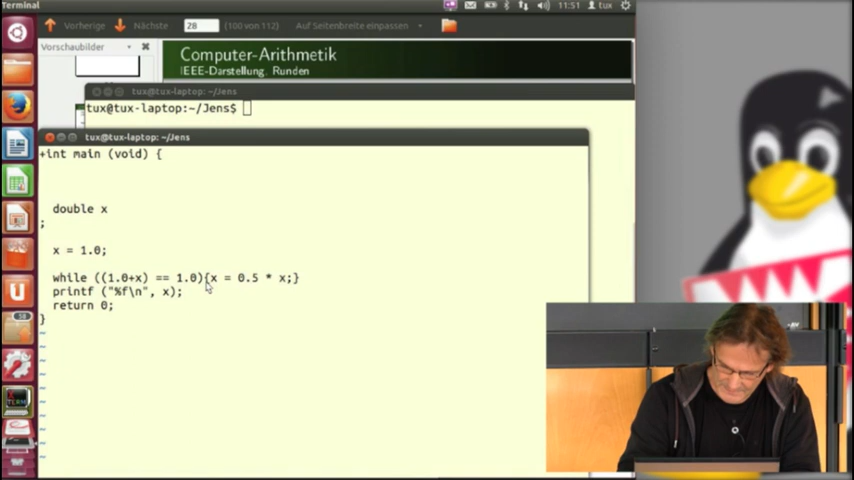 Terminal
11:51 tux
Vorherige Nächste 28 (100 von 112) Auf Seitenbreite einpassen
Vorschaubilder
Computer-Arithmetik
IEEE-Darstellung, Runden
tux@tux-laptop: ~/Jens
tux@tux-laptop:~/Jens$
tux@tux-laptop: ~/Jens
+int main (void) {
double x
;
x = 1.0;
while ((1.0+x) == 1.0){x = 0.5 * x;}
printf ("%f\n", x);
return 0;
}
~
~
~
~
~
~
~
~
~
~